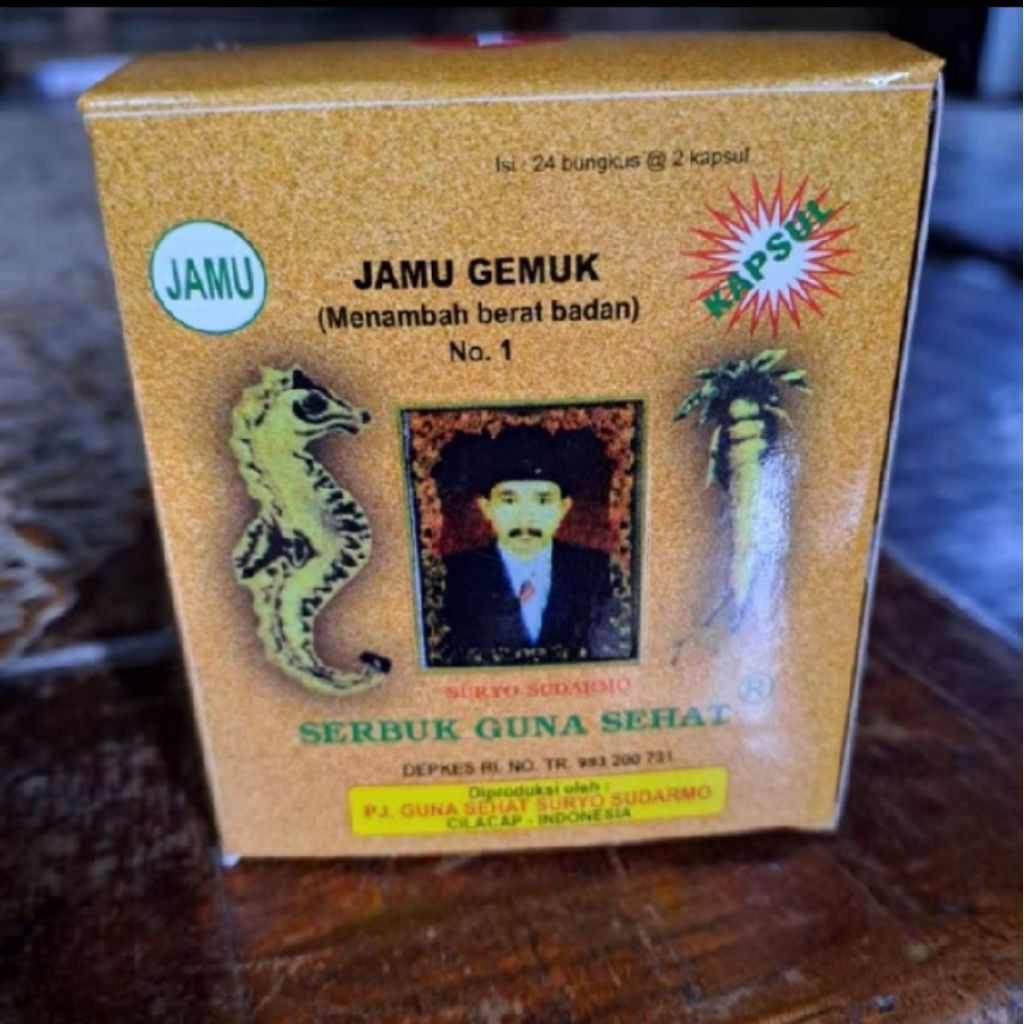 Isi : 24 bungkus @ 2 kapsul
JAMU
KAPSUL
JAMU GEMUK
(Menambah berat badan)
No. 1
SURYO SUDARMO
SERBUK GUNA SEHAT ®
DEPKES RI. NO. TR. 983 200 731
Diproduksi oleh :
PJ. GUNA SEHAT SURYO SUDARMO
CILACAP - INDONESIA